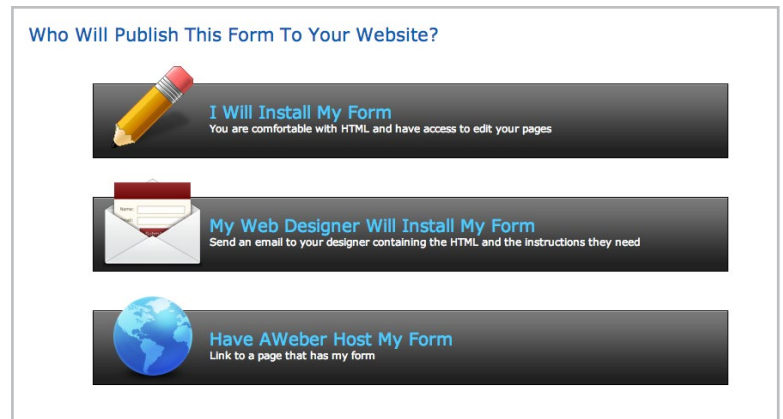 Who Will Publish This Form To Your Website?
I Will Install My Form
You are comfortable with HTML and have access to edit your pages
Name:
My Web Designer Will Install My Form
Send an email to your designer containing the HTML and the instructions they need
Have AWeber Host My Form
Link to a page that has my form